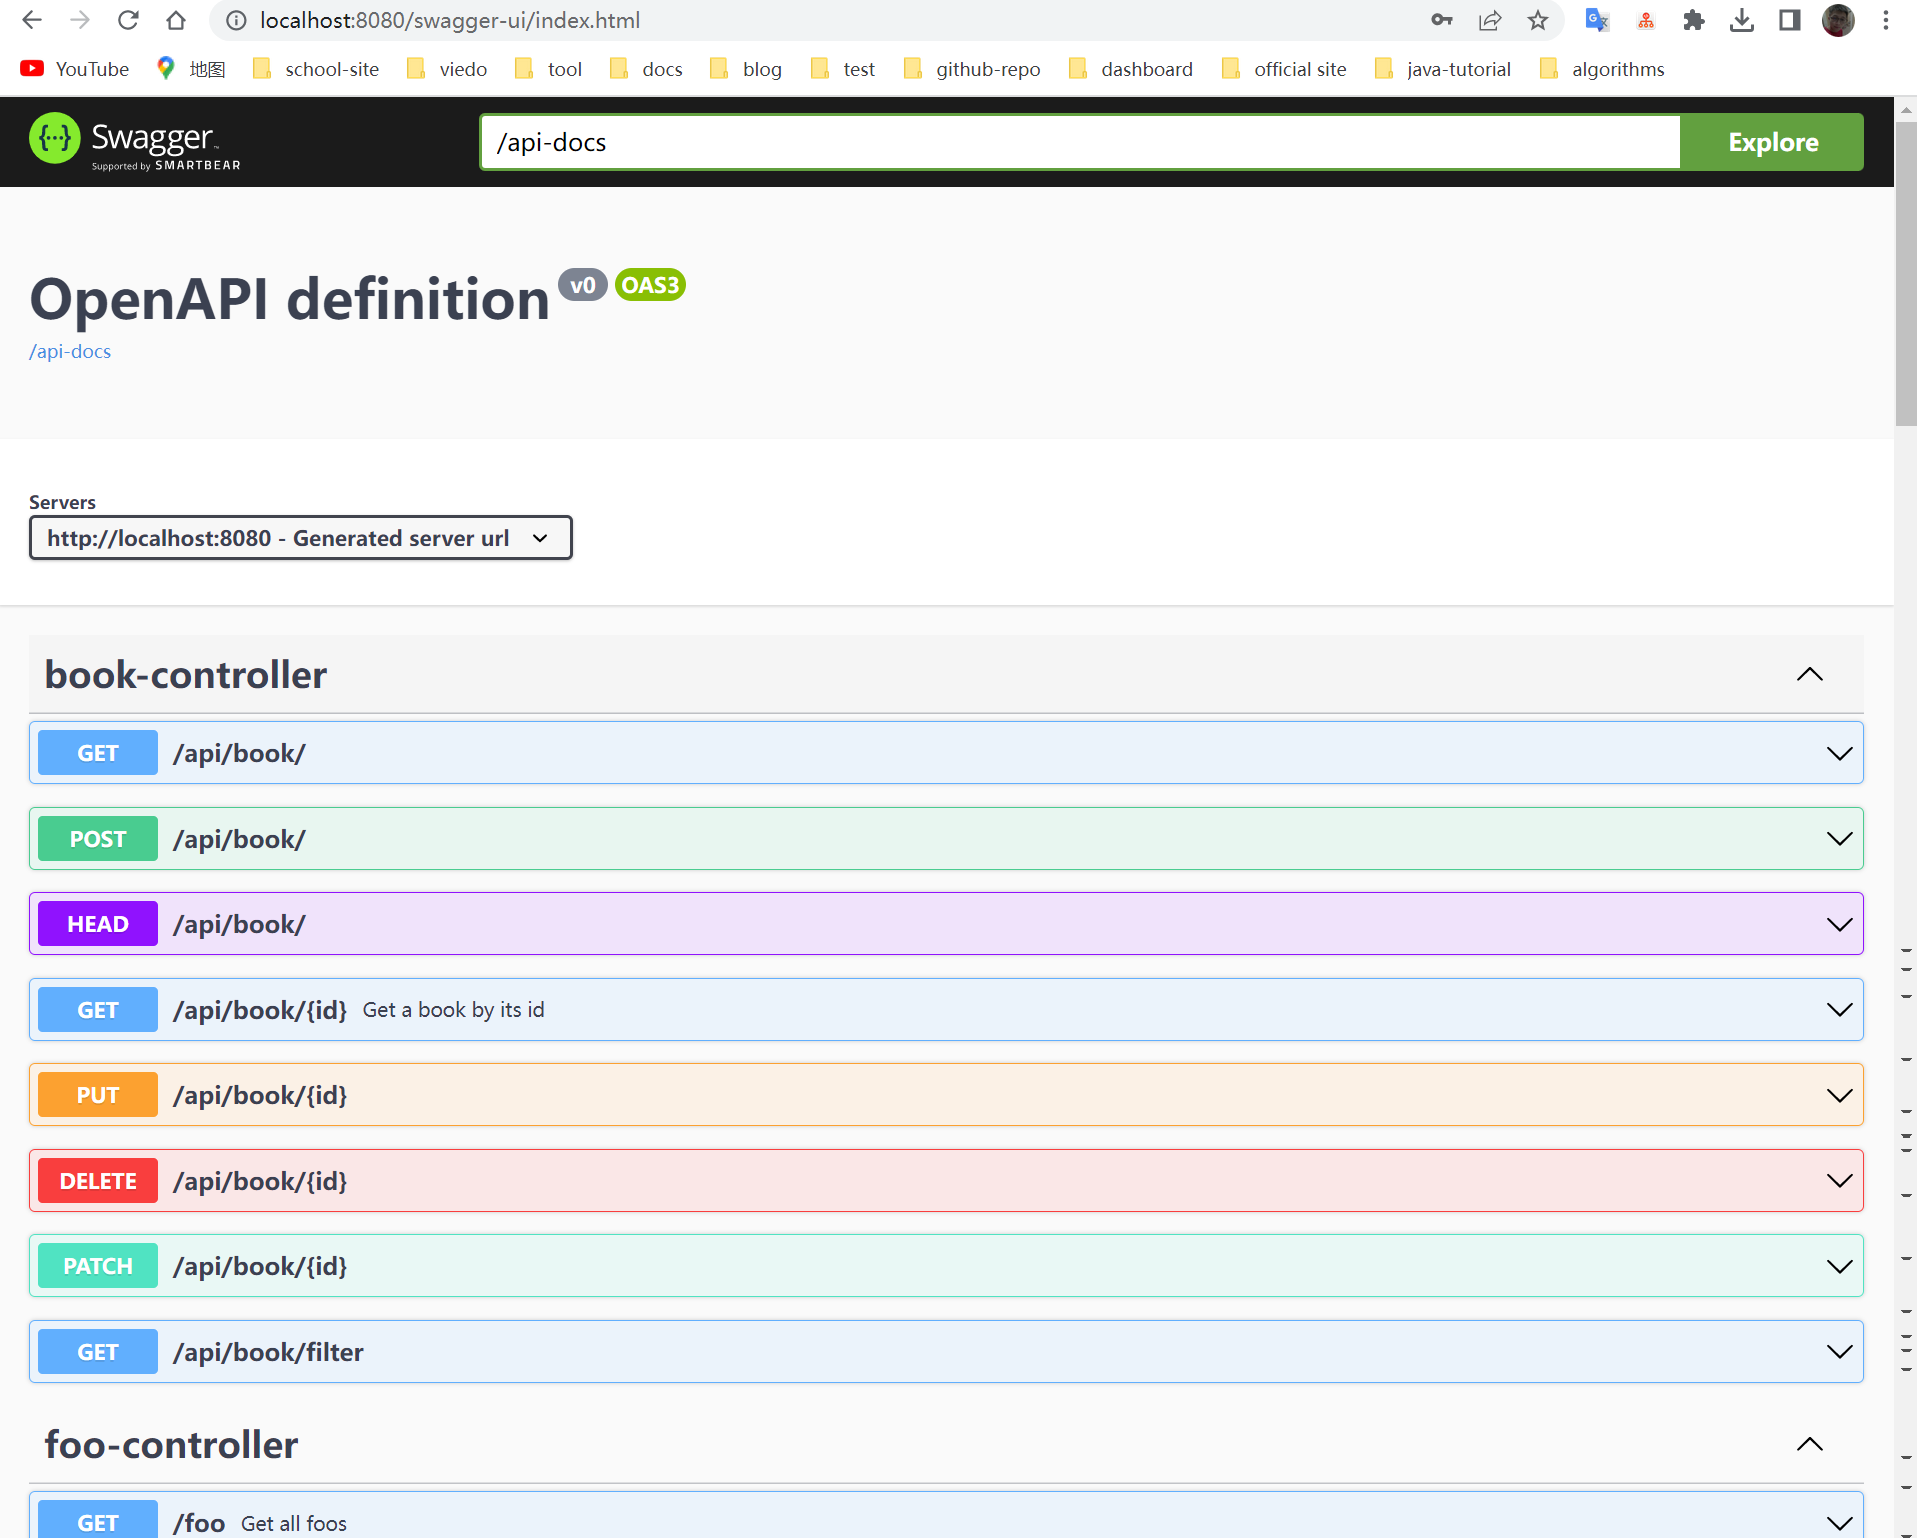 localhost:8080/swagger-ui/index.html
YouTube 地图 school-site viedo tool docs blog test github-repo dashboard official site java-tutorial algorithms
{···} Swagger™
Supported by SMARTBEAR
/api-docs
Explore
OpenAPI definition v0 OAS3
/api-docs
Servers
http://localhost:8080 - Generated server url
book-controller
GET /api/book/
POST /api/book/
HEAD /api/book/
GET /api/book/{id} Get a book by its id
PUT /api/book/{id}
DELETE /api/book/{id}
PATCH /api/book/{id}
GET /api/book/filter
foo-controller
GET /foo Get all foos